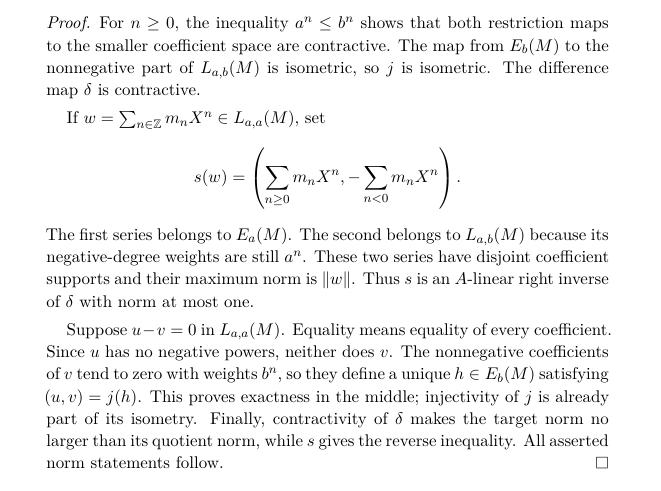 Proof. For n ≥ 0, the inequality aⁿ ≤ bⁿ shows that both restriction maps
to the smaller coefficient space are contractive. The map from E_b(M) to the
nonnegative part of L_{a,b}(M) is isometric, so j is isometric. The difference
map δ is contractive.
If w = ∑_{n∈ℤ} m_n Xⁿ ∈ L_{a,a}(M), set
s(w) = ( ∑_{n≥0} m_n Xⁿ, − ∑_{n<0} m_n Xⁿ ) .
The first series belongs to E_a(M). The second belongs to L_{a,b}(M) because its
negative-degree weights are still aⁿ. These two series have disjoint coefficient
supports and their maximum norm is ‖w‖. Thus s is an A-linear right inverse
of δ with norm at most one.
Suppose u−v = 0 in L_{a,a}(M). Equality means equality of every coefficient.
Since u has no negative powers, neither does v. The nonnegative coefficients
of v tend to zero with weights bⁿ, so they define a unique h ∈ E_b(M) satisfying
(u, v) = j(h). This proves exactness in the middle; injectivity of j is already
part of its isometry. Finally, contractivity of δ makes the target norm no
larger than its quotient norm, while s gives the reverse inequality. All asserted
norm statements follow. □